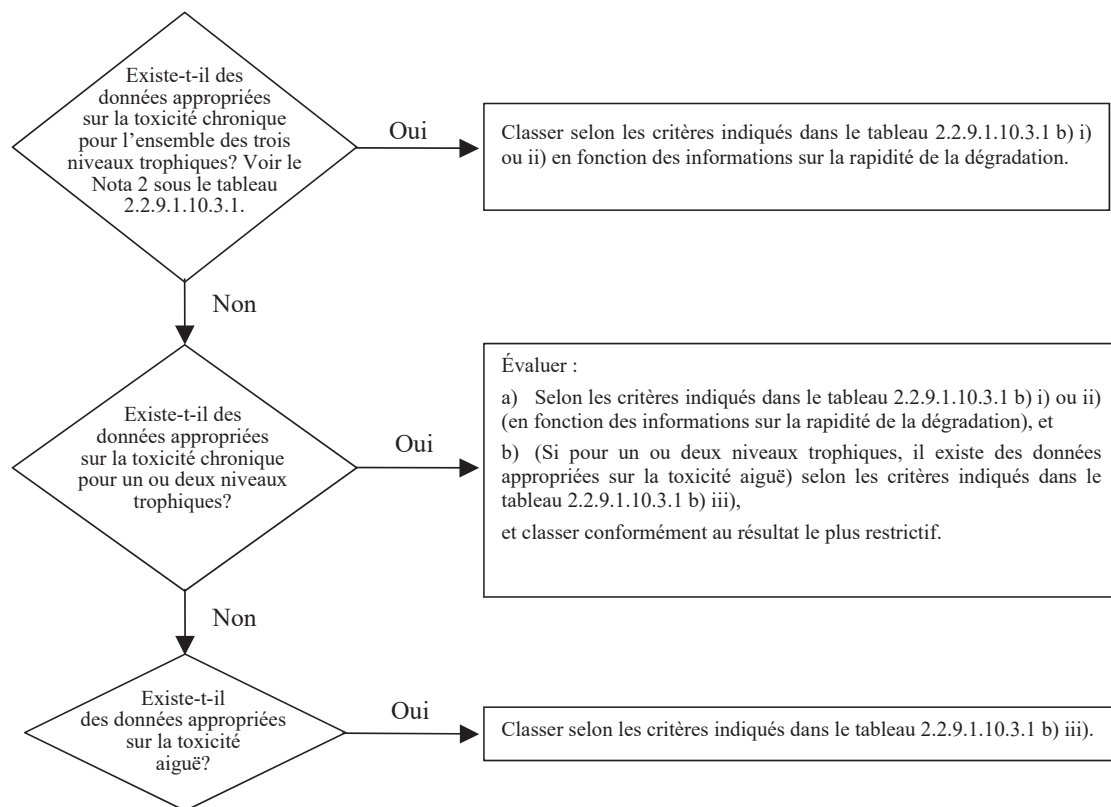 Existe-t-il des
données appropriées
sur la toxicité chronique
pour l'ensemble des trois
niveaux trophiques? Voir le
Nota 2 sous le tableau
2.2.9.1.10.3.1.
Oui
Classer selon les critères indiqués dans le tableau 2.2.9.1.10.3.1 b) i)
ou ii) en fonction des informations sur la rapidité de la dégradation.
Non
Existe-t-il des
données appropriées
sur la toxicité chronique
pour un ou deux niveaux
trophiques?
Oui
Évaluer :
a) Selon les critères indiqués dans le tableau 2.2.9.1.10.3.1 b) i) ou ii)
(en fonction des informations sur la rapidité de la dégradation), et
b) (Si pour un ou deux niveaux trophiques, il existe des données
appropriées sur la toxicité aiguë) selon les critères indiqués dans le
tableau 2.2.9.1.10.3.1 b) iii),
et classer conformément au résultat le plus restrictif.
Non
Existe-t-il
des données appropriées
sur la toxicité
aiguë?
Oui
Classer selon les critères indiqués dans le tableau 2.2.9.1.10.3.1 b) iii).